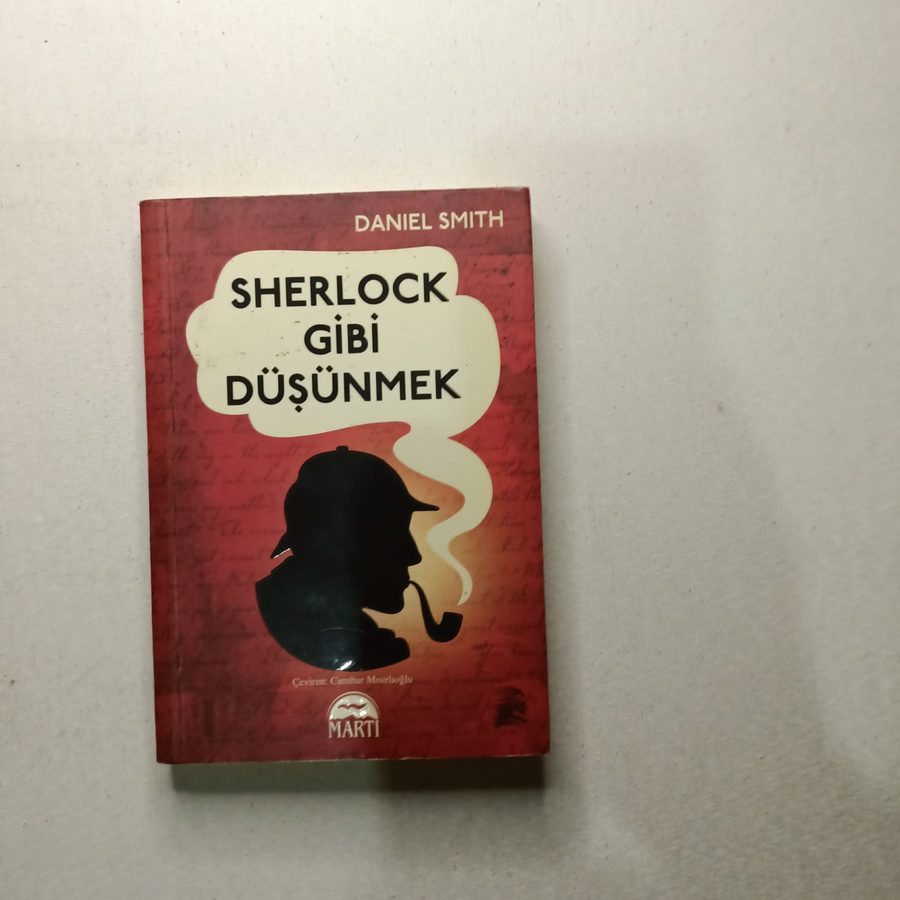 DANIEL SMITH
SHERLOCK
GİBİ
DÜŞÜNMEK
Çeviren: Cumhur Mısırlıoğlu
MARTI